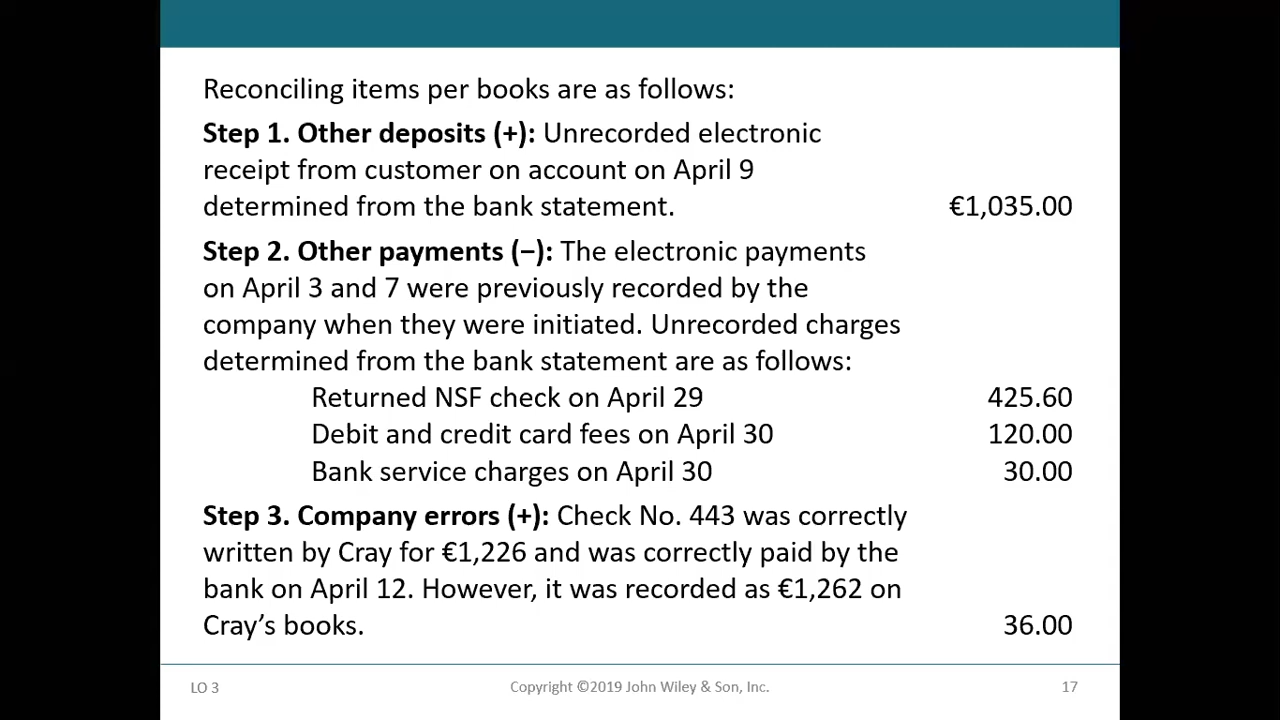 Reconciling items per books are as follows:
Step 1. Other deposits (+): Unrecorded electronic
receipt from customer on account on April 9
determined from the bank statement. €1,035.00
Step 2. Other payments (−): The electronic payments
on April 3 and 7 were previously recorded by the
company when they were initiated. Unrecorded charges
determined from the bank statement are as follows:
Returned NSF check on April 29 425.60
Debit and credit card fees on April 30 120.00
Bank service charges on April 30 30.00
Step 3. Company errors (+): Check No. 443 was correctly
written by Cray for €1,226 and was correctly paid by the
bank on April 12. However, it was recorded as €1,262 on
Cray’s books. 36.00
LO 3 Copyright ©2019 John Wiley & Son, Inc. 17